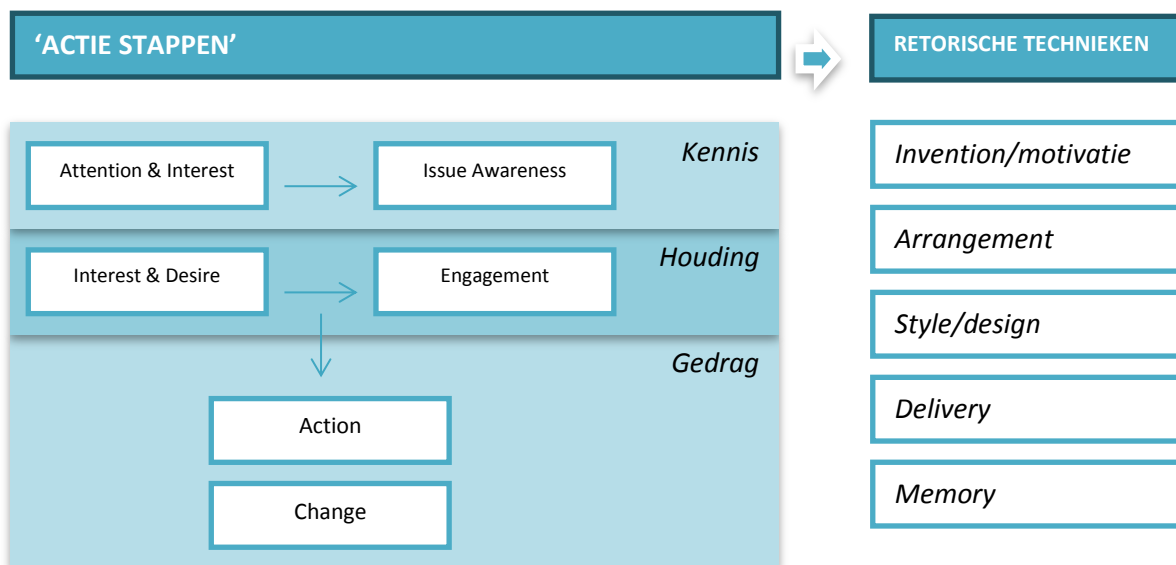 ‘ACTIE STAPPEN’
RETORISCHE TECHNIEKEN
Kennis
Attention & Interest
Issue Awareness
Houding
Interest & Desire
Engagement
Gedrag
Action
Change
Invention/motivatie
Arrangement
Style/design
Delivery
Memory